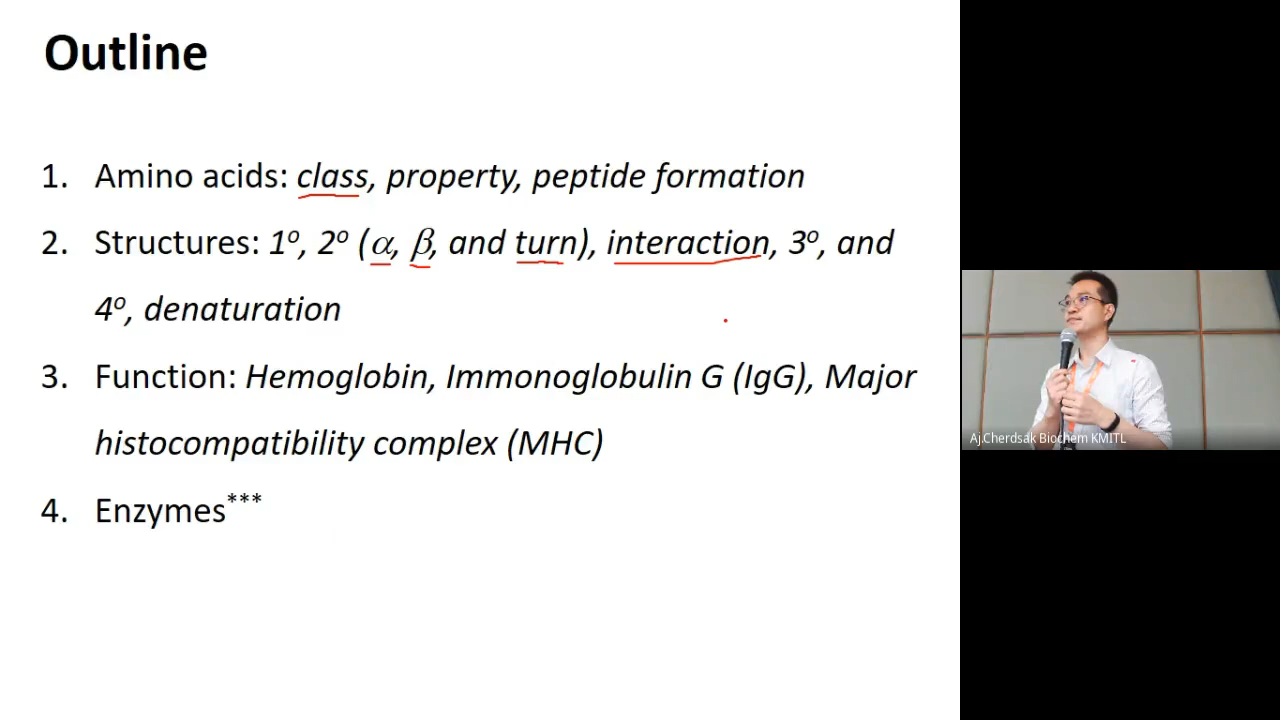 Outline
1. Amino acids: class, property, peptide formation
2. Structures: 1º, 2º (α, β, and turn), interaction, 3º, and
4º, denaturation
3. Function: Hemoglobin, Immonoglobulin G (IgG), Major
histocompatibility complex (MHC)
4. Enzymes***
Aj.Cherdsak Biochem KMITL